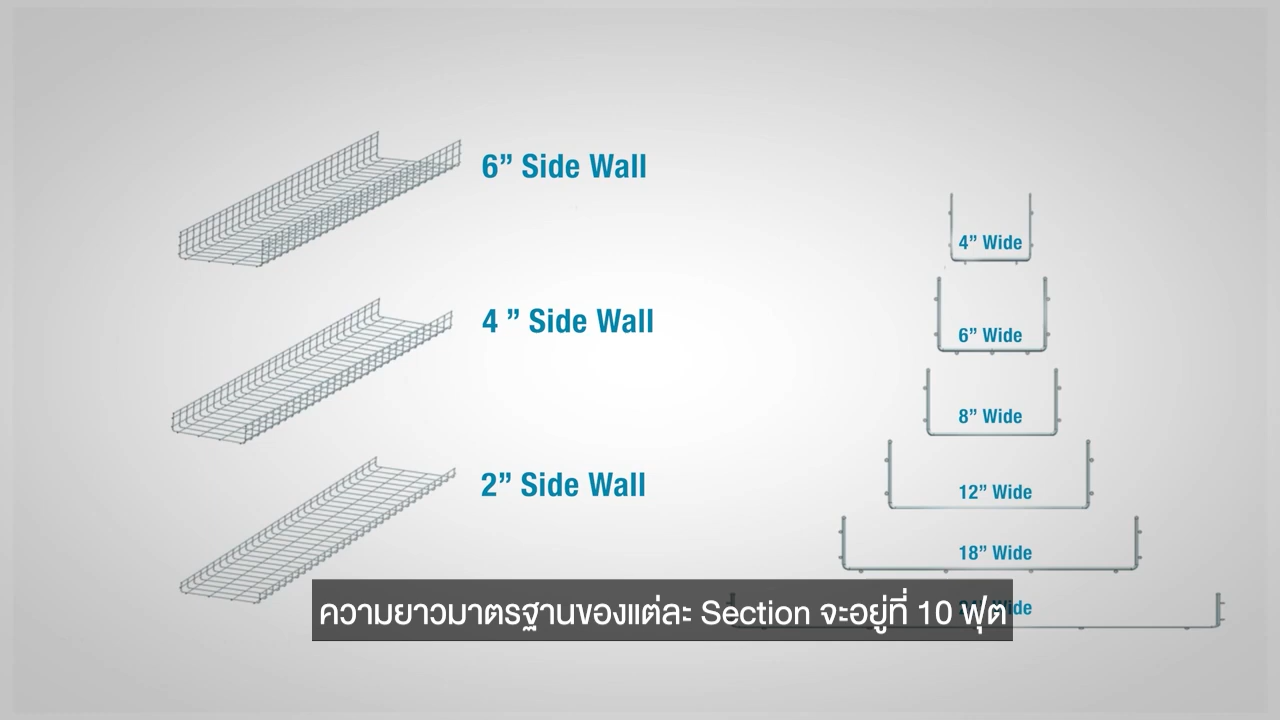 6” Side Wall
4 ” Side Wall
2” Side Wall
4” Wide
6” Wide
8” Wide
12” Wide
18” Wide
Wide
ความยาวมาตรฐานของแต่ละ Section จะอยู่ที่ 10 ฟุต